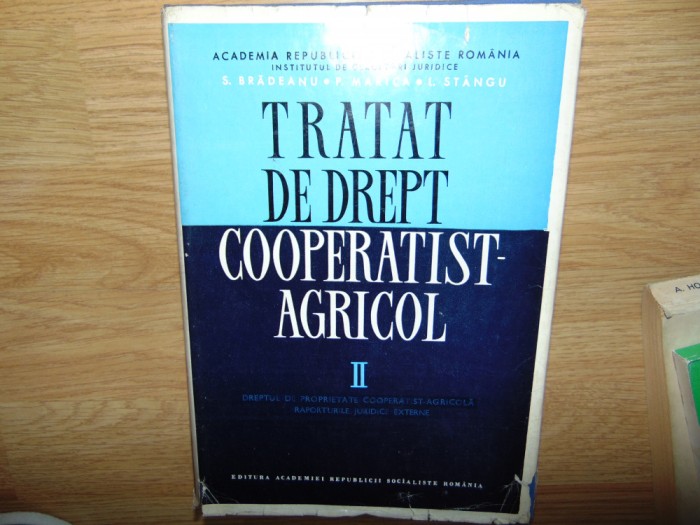 ACADEMIA REPUBLICII SOCIALISTE ROMÂNIA
INSTITUTUL DE CERCETĂRI JURIDICE
S. BRĂDEANU • P. MARICA • L. STÂNGU
TRATAT
DE DREPT
COOPERATIST-
AGRICOL
II
DREPTUL DE PROPRIETATE COOPERATIST-AGRICOLĂ
RAPORTURILE JURIDICE EXTERNE
EDITURA ACADEMIEI REPUBLICII SOCIALISTE ROMÂNIA
A. HO